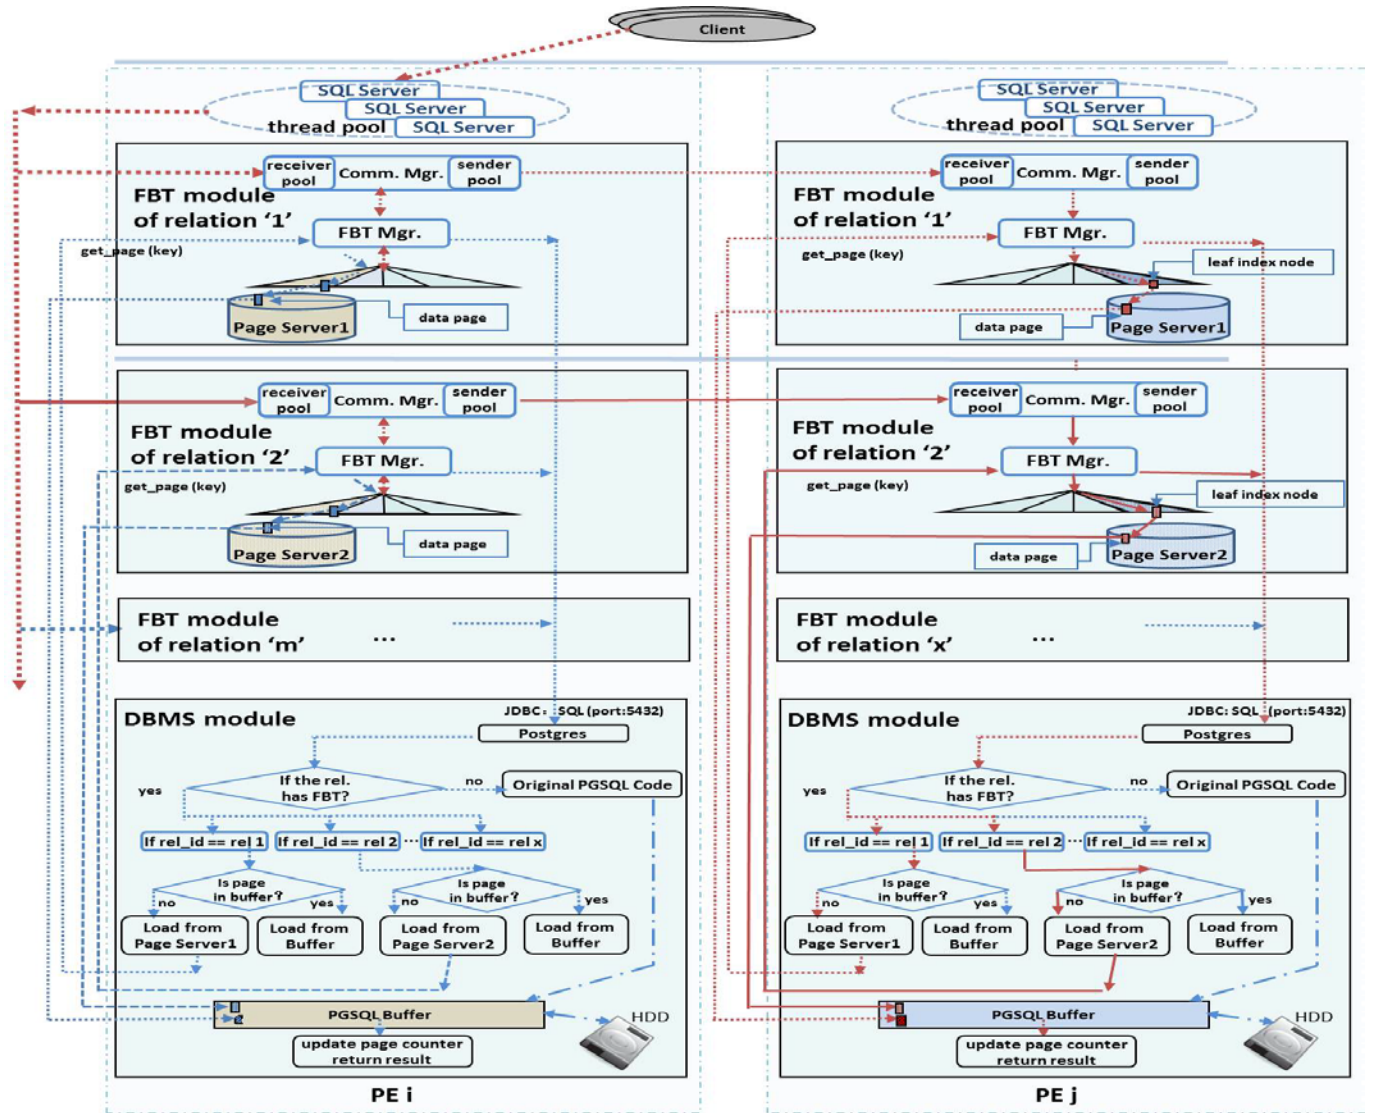 Client
SQL Server
SQL Server
thread pool SQL Server
receiver pool
Comm. Mgr.
sender pool
FBT module
of relation ‘1’
FBT Mgr.
get_page (key)
Page Server1
data page
receiver pool
Comm. Mgr.
sender pool
FBT module
of relation ‘2’
FBT Mgr.
get_page (key)
Page Server2
data page
FBT module
of relation ‘m’
...
DBMS module
JDBC: SQL (port:5432)
Postgres
If the rel.
has FBT?
yes
no
Original PGSQL Code
If rel_id == rel 1
If rel_id == rel 2
...
If rel_id == rel x
Is page
in buffer?
no
yes
Is page
in buffer?
no
yes
Load from
Page Server1
Load from
Buffer
Load from
Page Server2
Load from
Buffer
PGSQL Buffer
HDD
update page counter
return result
PE i
SQL Server
SQL Server
thread pool SQL Server
receiver pool
Comm. Mgr.
sender pool
FBT module
of relation ‘1’
FBT Mgr.
get_page (key)
leaf index node
data page
Page Server1
receiver pool
Comm. Mgr.
sender pool
FBT module
of relation ‘2’
FBT Mgr.
get_page (key)
leaf index node
data page
Page Server2
FBT module
of relation ‘x’
...
DBMS module
JDBC: SQL (port:5432)
Postgres
If the rel.
has FBT?
yes
no
Original PGSQL Code
If rel_id == rel 1
If rel_id == rel 2
...
If rel_id == rel x
Is page
in buffer?
no
yes
Is page
in buffer?
no
yes
Load from
Page Server1
Load from
Buffer
Load from
Page Server2
Load from
Buffer
PGSQL Buffer
HDD
update page counter
return result
PE j